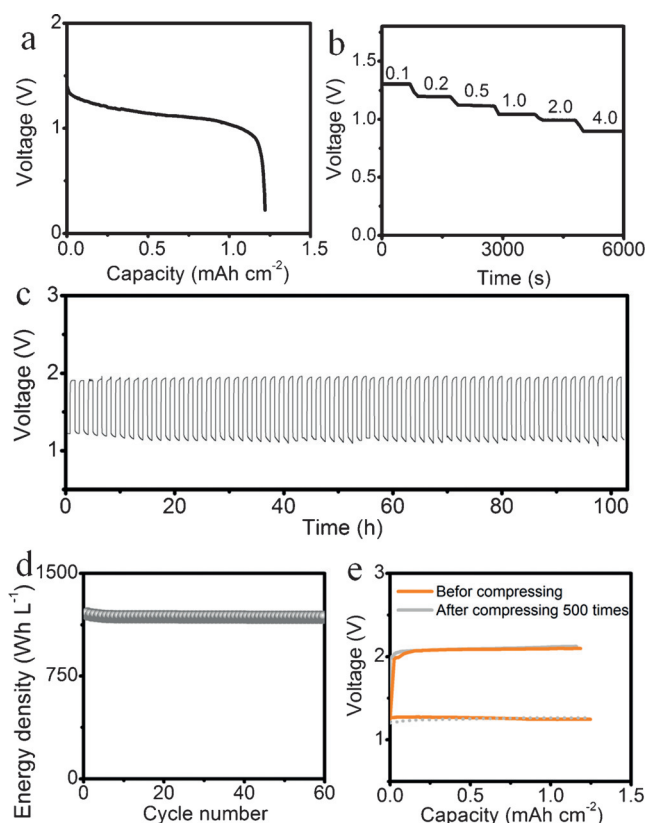 a
2
1
0
Voltage (V)
0.0 0.5 1.0 1.5
Capacity (mAh cm⁻²)
b
1.5
1.0
0.5
0.0
Voltage (V)
0.1 0.2 0.5 1.0 2.0 4.0
0 3000 6000
Time (s)
c
3
2
1
Voltage (V)
0 20 40 60 80 100
Time (h)
d
1500
750
0
Energy density (Wh L⁻¹)
0 20 40 60
Cycle number
e
3
2
1
Voltage (V)
Befor compressing
After compressing 500 times
0.0 0.5 1.0 1.5
Capacity (mAh cm⁻²)